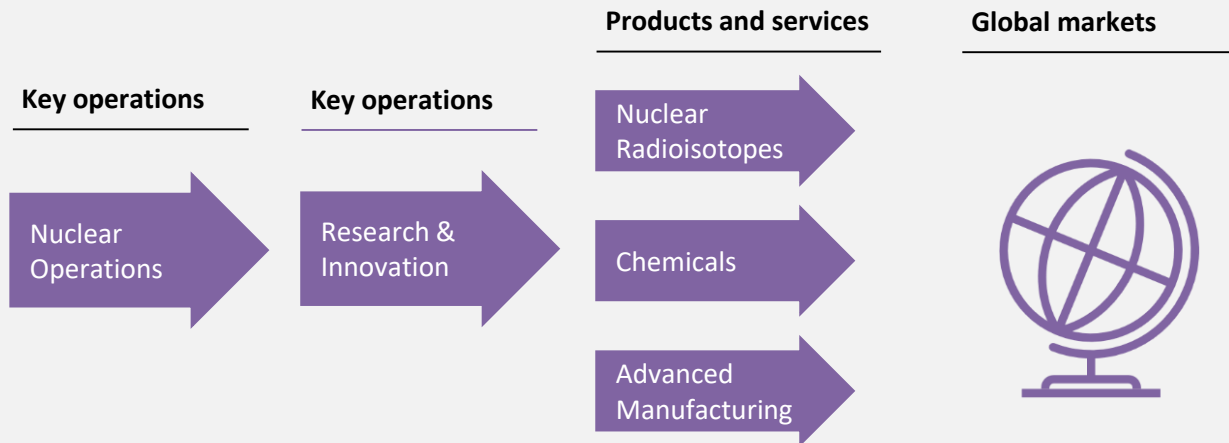 Key operations
Nuclear
Operations
Key operations
Research &
Innovation
Products and services
Nuclear
Radioisotopes
Chemicals
Advanced
Manufacturing
Global markets